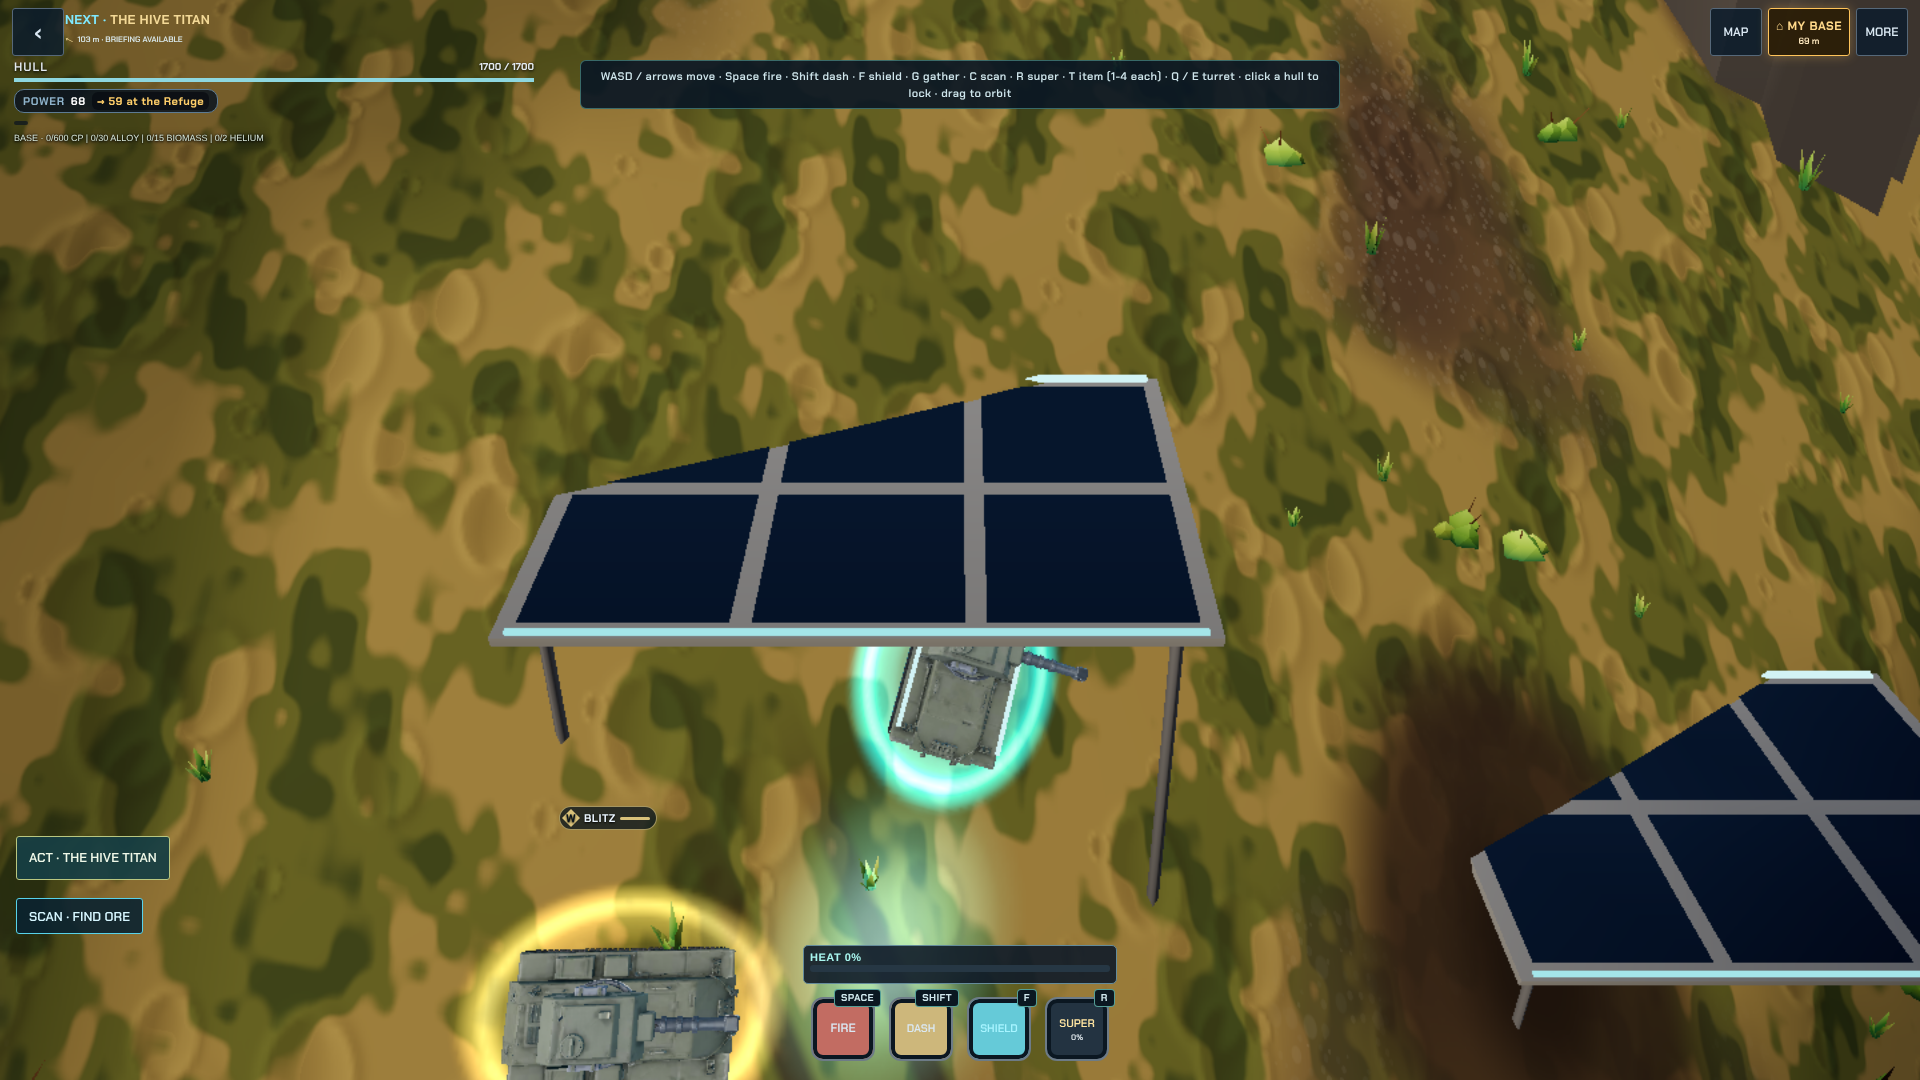 NEXT · THE HIVE TITAN
103 m · BRIEFING AVAILABLE
HULL 1700 / 1700
POWER 68 → 59 at the Refuge
BASE · 0/600 CP | 0/30 ALLOY | 0/15 BIOMASS | 0/2 HELIUM
WASD / arrows move · Space fire · Shift dash · F shield · G gather · C scan · R super · T item (1-4 each) · Q / E turret · click a hull to
lock · drag to orbit
MAP
⌂ MY BASE
69 m
MORE
W BLITZ
ACT · THE HIVE TITAN
SCAN · FIND ORE
HEAT 0%
SPACE
FIRE
SHIFT
DASH
F
SHIELD
R
SUPER
0%